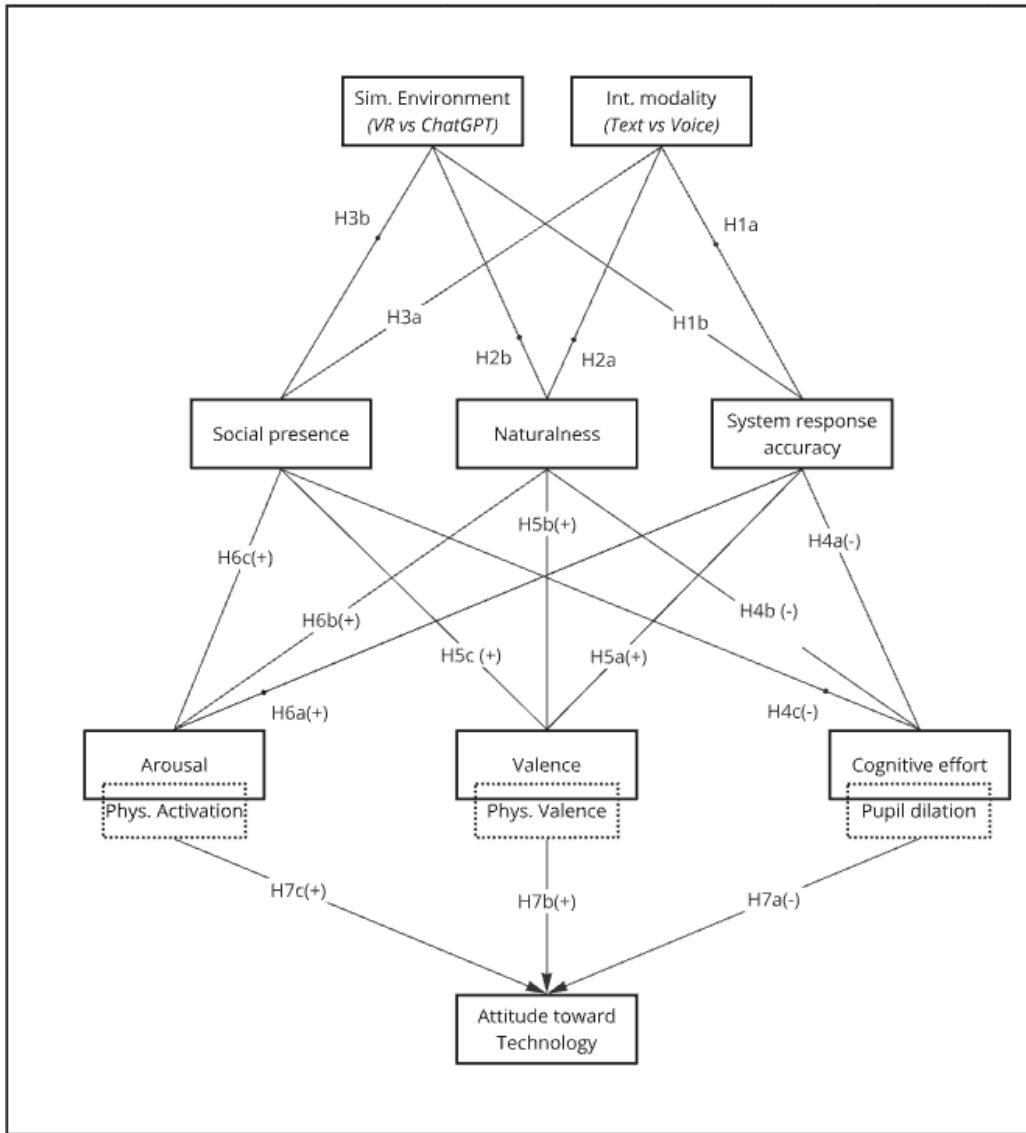 Sim. Environment
(VR vs ChatGPT)
Int. modality
(Text vs Voice)
H3b
H1a
H3a
H1b
H2b
H2a
Social presence
Naturalness
System response
accuracy
H6c(+)
H5b(+)
H4a(-)
H6b(+)
H4b (-)
H5c (+)
H5a(+)
H6a(+)
H4c(-)
Arousal
Valence
Cognitive effort
Phys. Activation
Phys. Valence
Pupil dilation
H7c(+)
H7b(+)
H7a(-)
Attitude toward
Technology